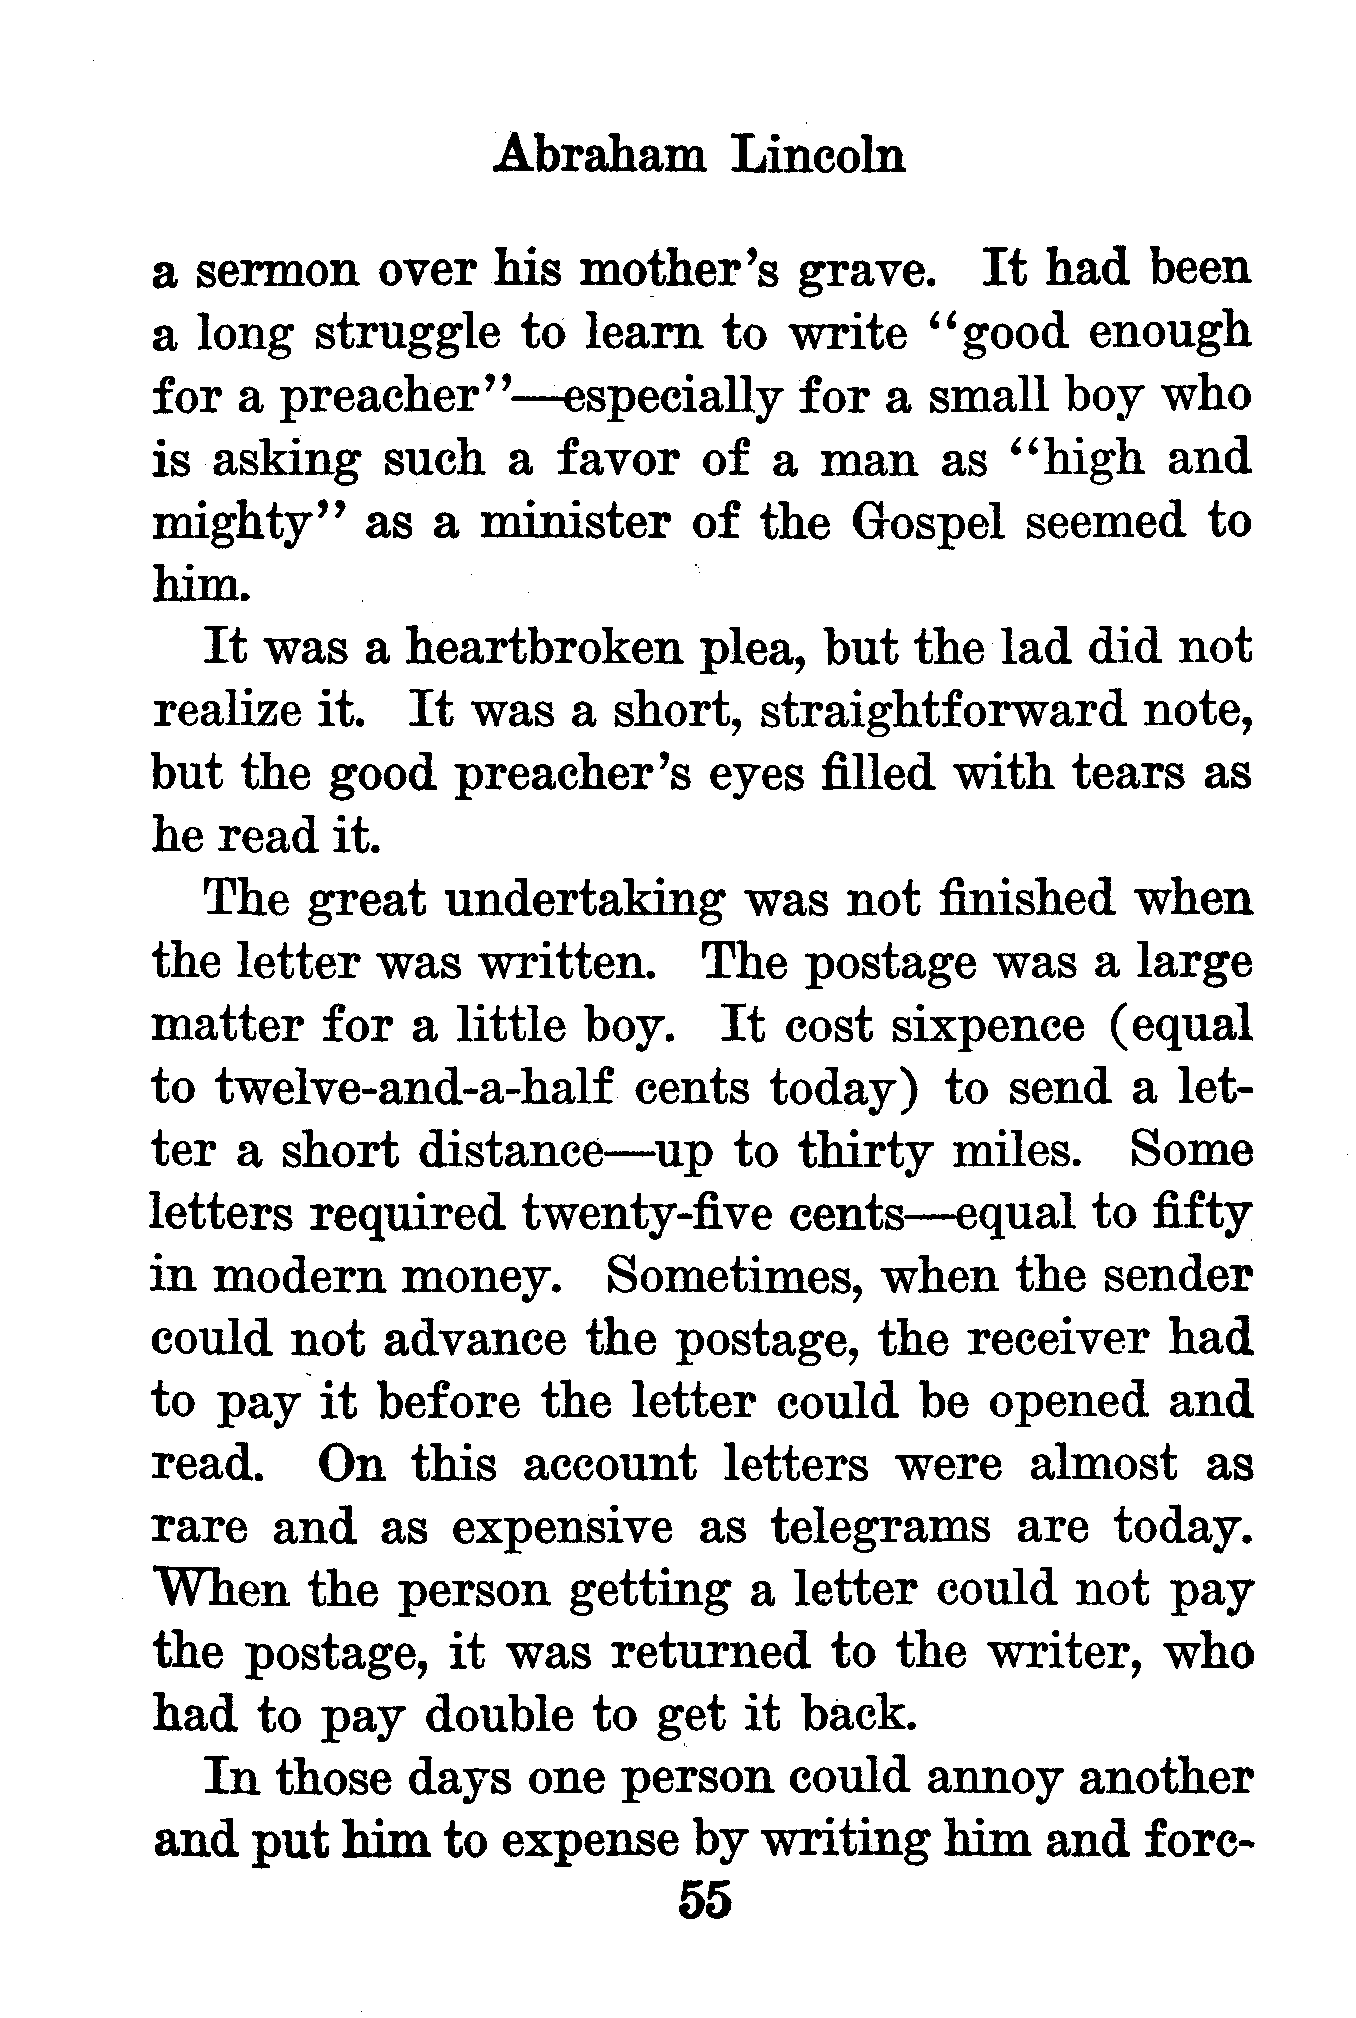 Abraham Lincoln
a sermon over his mother's grave. It had been
a long struggle to learn to write "good enough
for a preacher"—especially for a small boy who
is asking such a favor of a man as "high and
mighty" as a minister of the Gospel seemed to
him.
It was a heartbroken plea, but the lad did not
realize it. It was a short, straightforward note,
but the good preacher's eyes filled with tears as
he read it.
The great undertaking was not finished when
the letter was written. The postage was a large
matter for a little boy. It cost sixpence (equal
to twelve-and-a-half cents today) to send a let-
ter a short distance—up to thirty miles. Some
letters required twenty-five cents—equal to fifty
in modern money. Sometimes, when the sender
could not advance the postage, the receiver had
to pay it before the letter could be opened and
read. On this account letters were almost as
rare and as expensive as telegrams are today.
When the person getting a letter could not pay
the postage, it was returned to the writer, who
had to pay double to get it back.
In those days one person could annoy another
and put him to expense by writing him and forc-
55